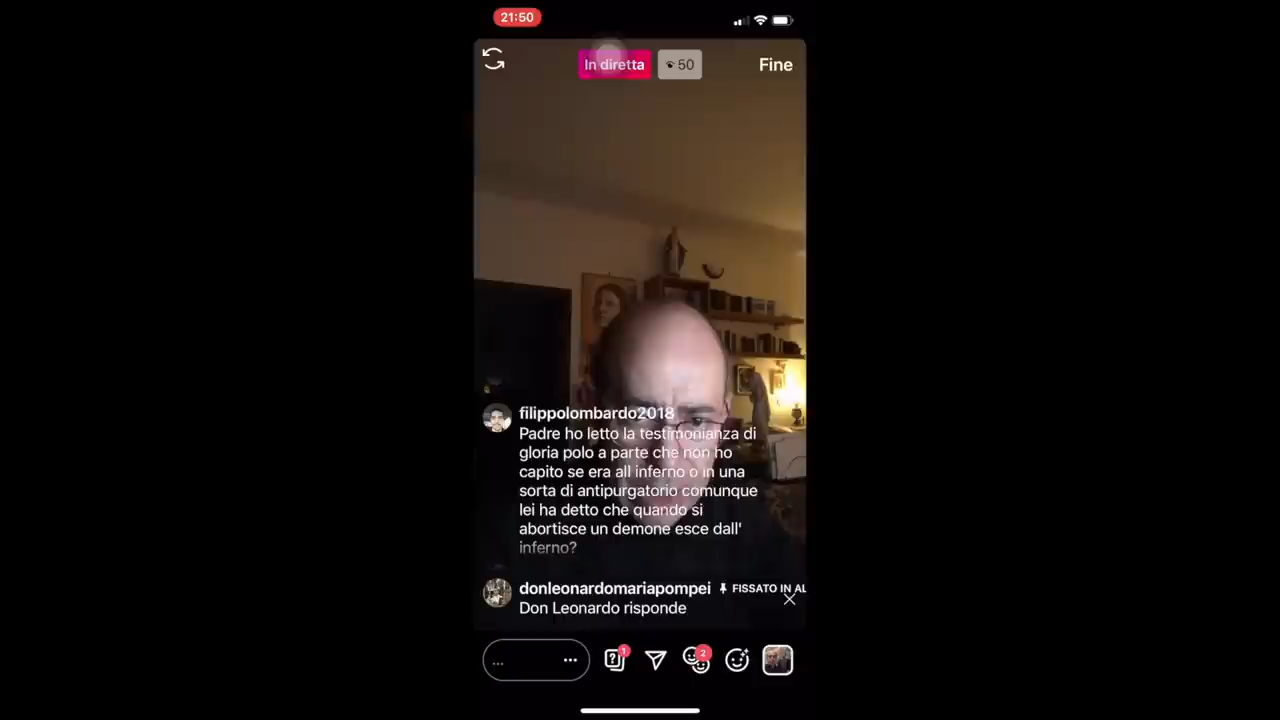 21:50
In diretta
50
Fine
filippolombardo2018
Padre ho letto la testimonianza di
gloria polo a parte che non ho
capito se era all inferno o in una
sorta di antipurgatorio comunque
lei ha detto che quando si
abortisce un demone esce dall'
inferno?
donleonardomariapompei FISSATO IN AL
Don Leonardo risponde
...
1
2